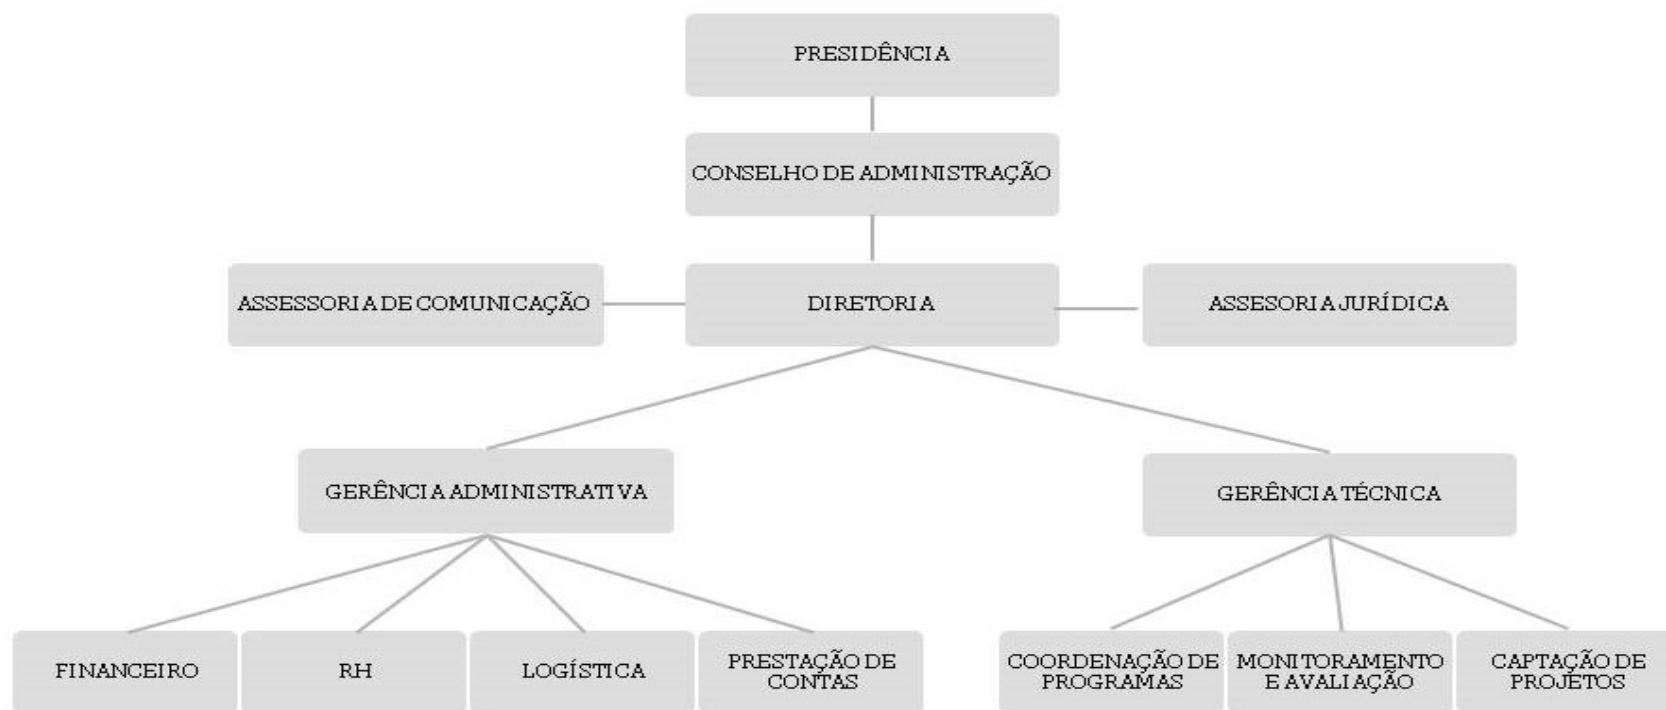 PRESIDÊNCIA
CONSELHO DE ADMINISTRAÇÃO
ASSESSORIA DE COMUNICAÇÃO
DIRETORIA
ASSESORIA JURÍDICA
GERÊNCIA ADMINISTRATIVA
GERÊNCIA TÉCNICA
FINANCEIRO
RH
LOGÍSTICA
PRESTAÇÃO DE
CONTAS
COORDENAÇÃO DE
PROGRAMAS
MONITORAMENTO
E AVALIAÇÃO
CAPTAÇÃO DE
PROJETOS